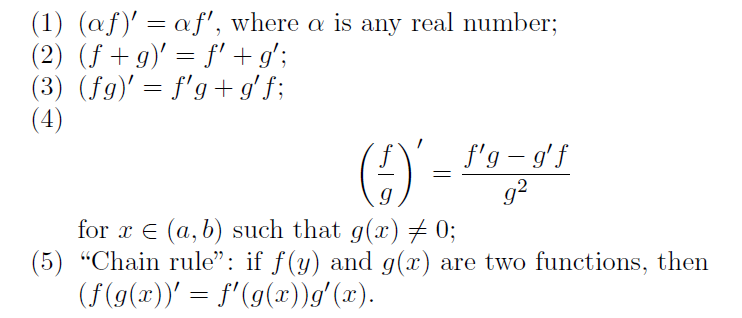 (1) (αf)′ = αf′, where α is any real number;
(2) (f + g)′ = f′ + g′;
(3) (fg)′ = f′g + g′f;
(4)
(f/g)′ = (f′g − g′f)/g²
for x ∈ (a, b) such that g(x) ≠ 0;
(5) “Chain rule”: if f(y) and g(x) are two functions, then
(f(g(x))′ = f′(g(x))g′(x).